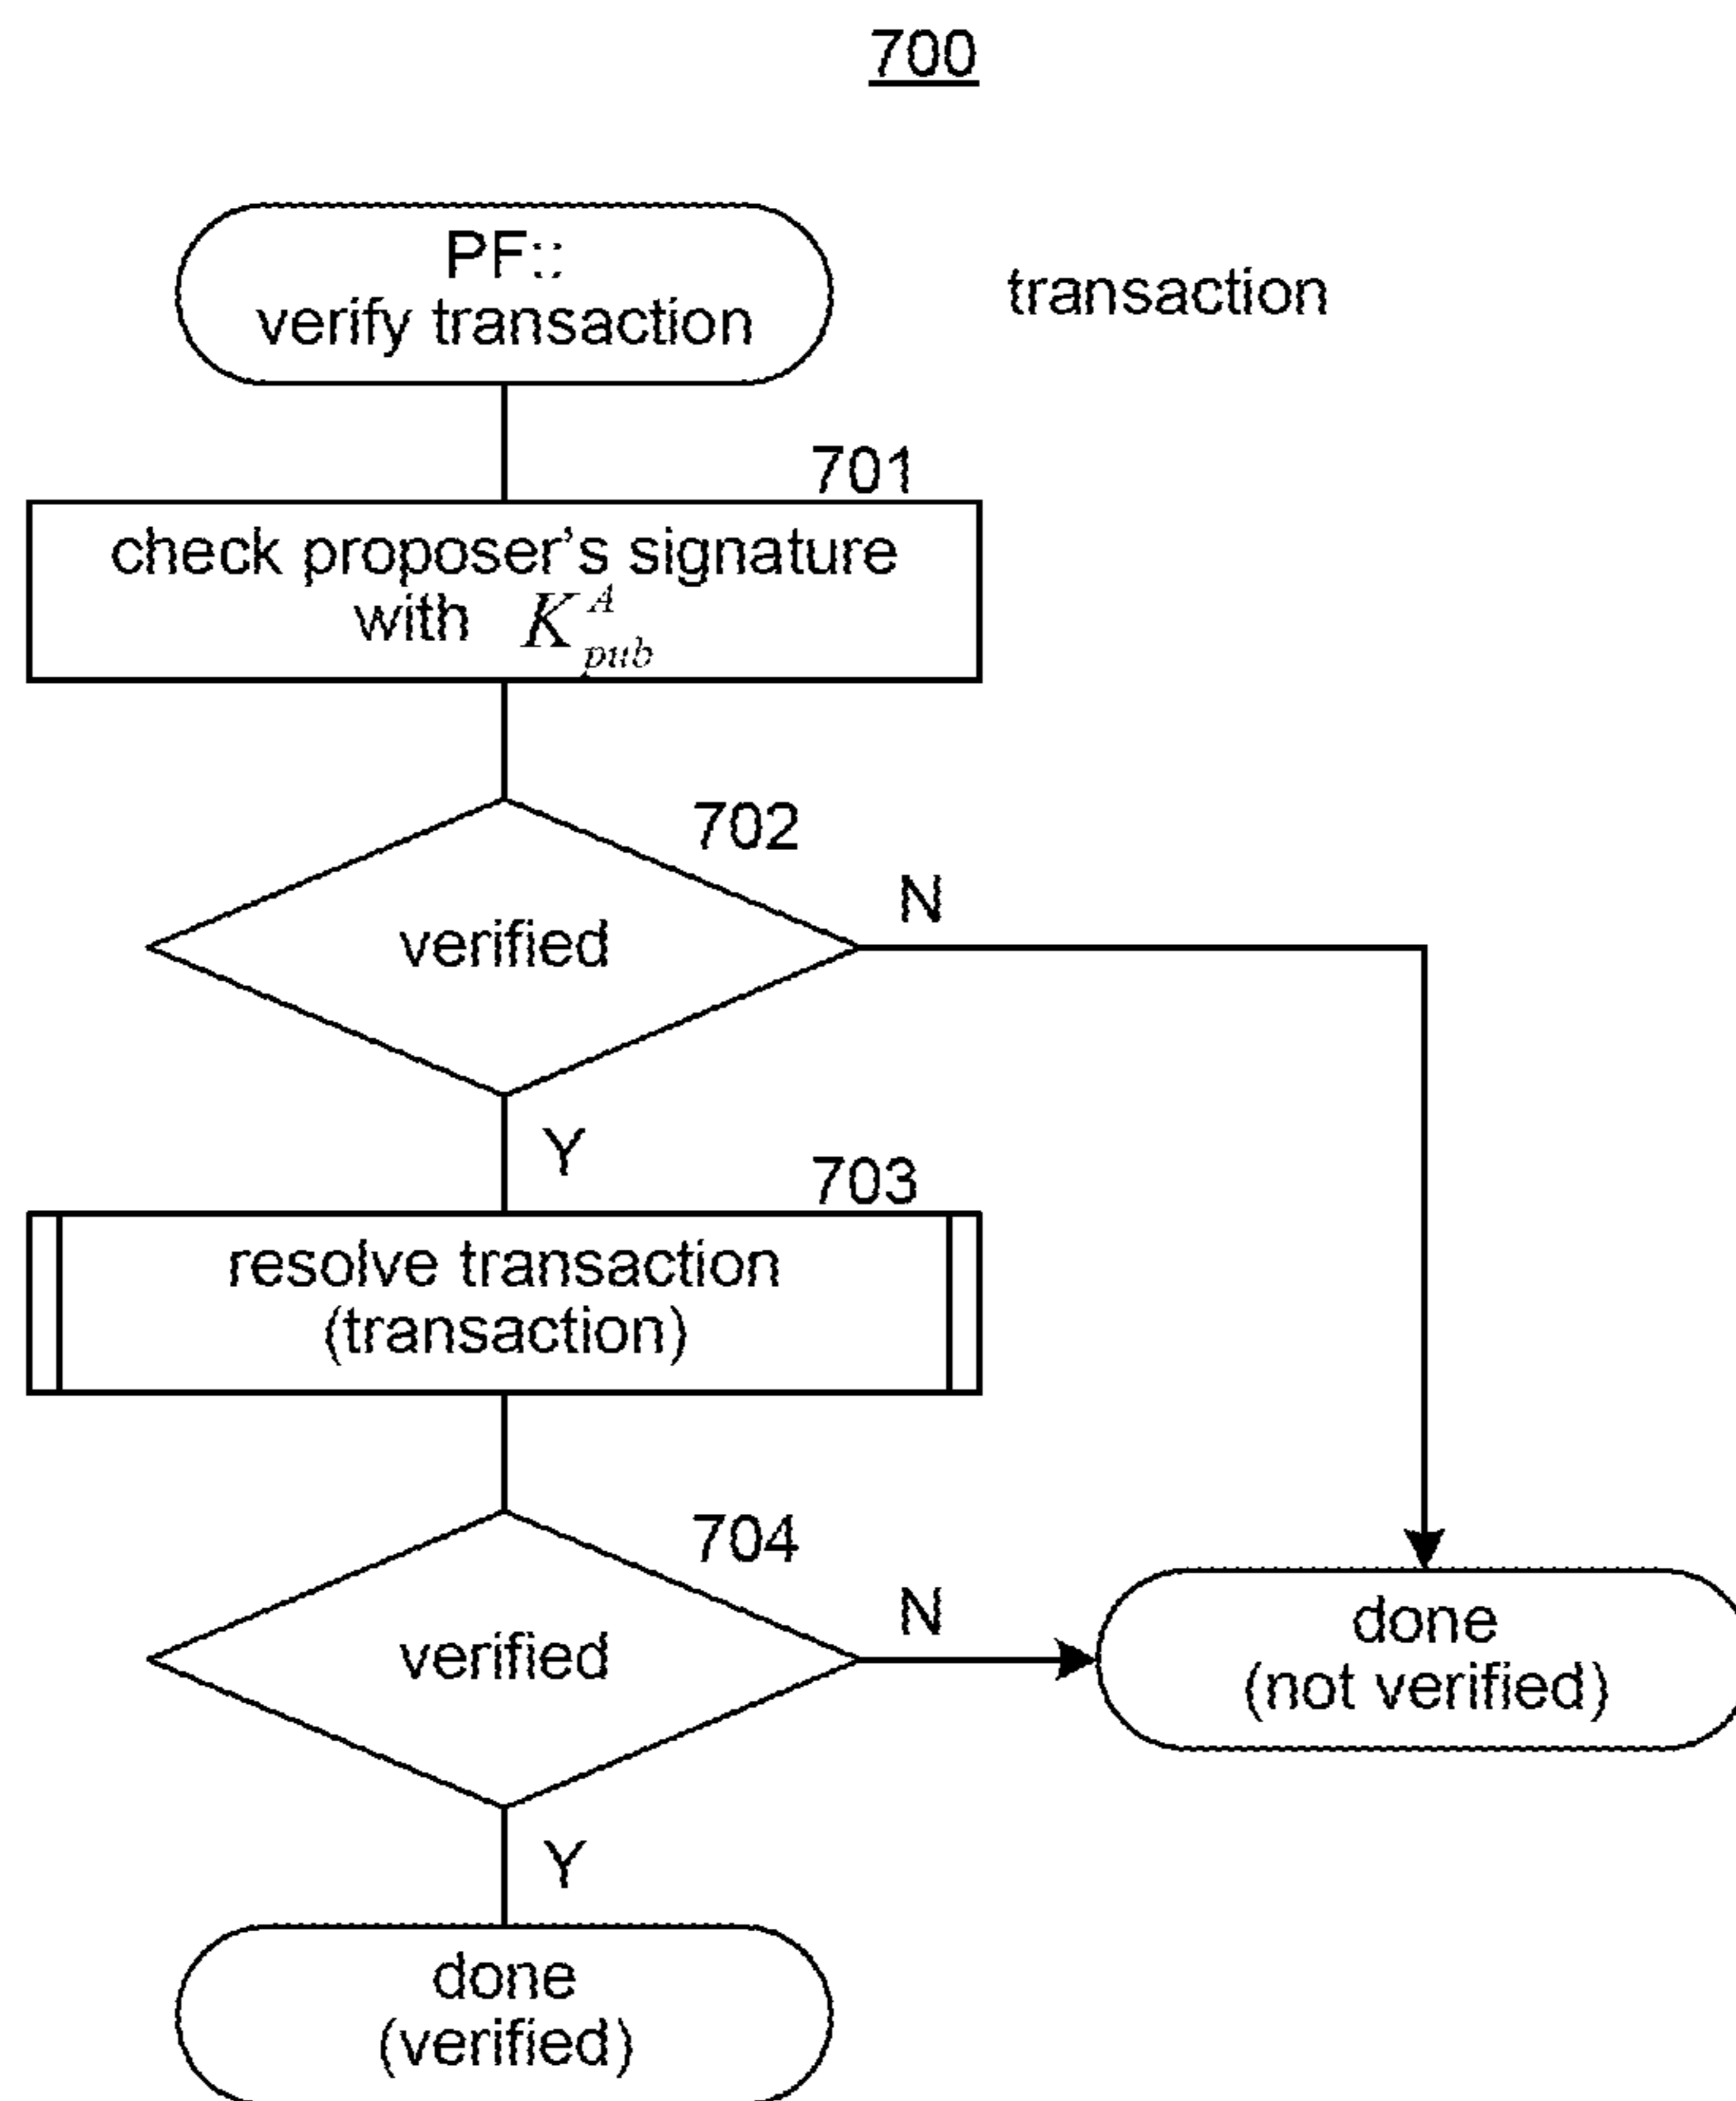 700
PF::
verify transaction
transaction
701
check proposer's signature
with K^A_pub
702
verified
N
Y
703
resolve transaction
(transaction)
704
verified
N
done
(not verified)
Y
done
(verified)